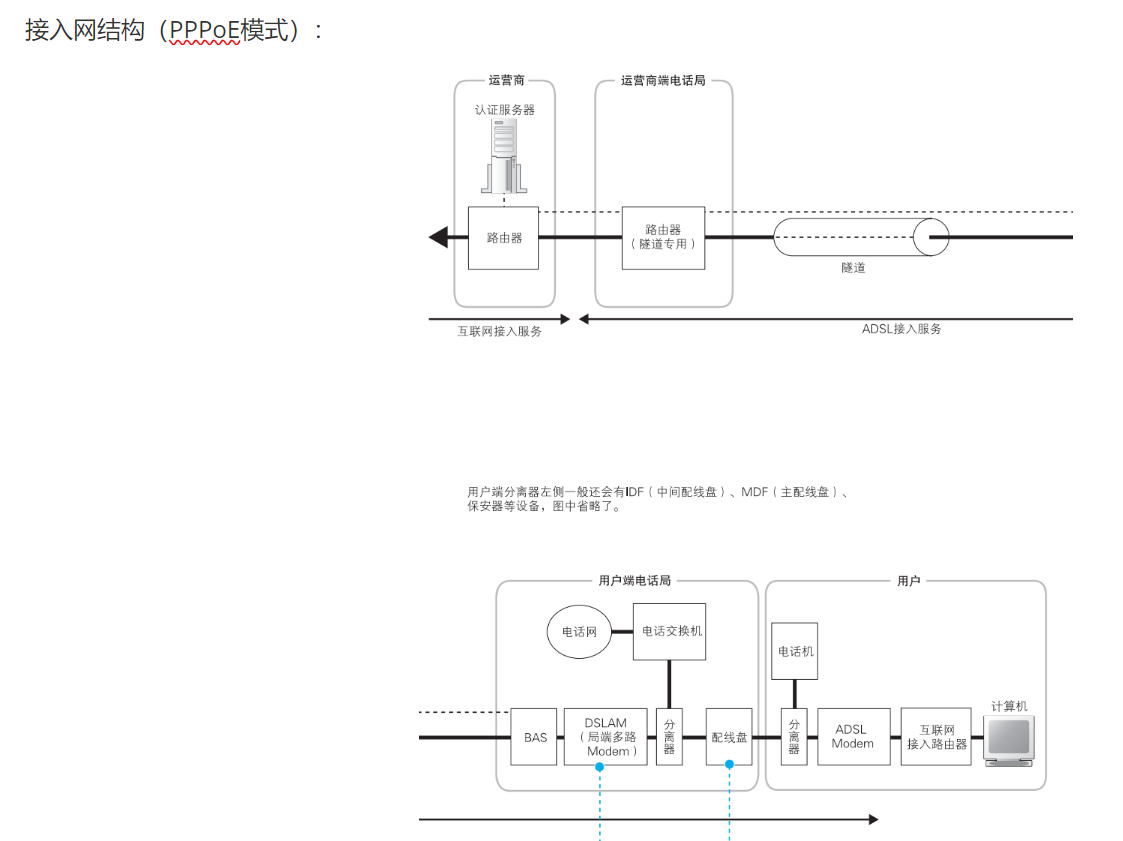 接入网结构（PPPoE模式）：
运营商
运营商端电话局
认证服务器
路由器
路由器
（隧道专用）
隧道
互联网接入服务
ADSL接入服务
用户端分离器左侧一般还会有IDF（中间配线盘）、MDF（主配线盘）、
保安器等设备，图中省略了。
用户端电话局
用户
电话网
电话交换机
电话机
计算机
BAS
DSLAM
（局端多路
Modem）
分
离
器
配线盘
分
离
器
ADSL
Modem
互联网
接入路由器